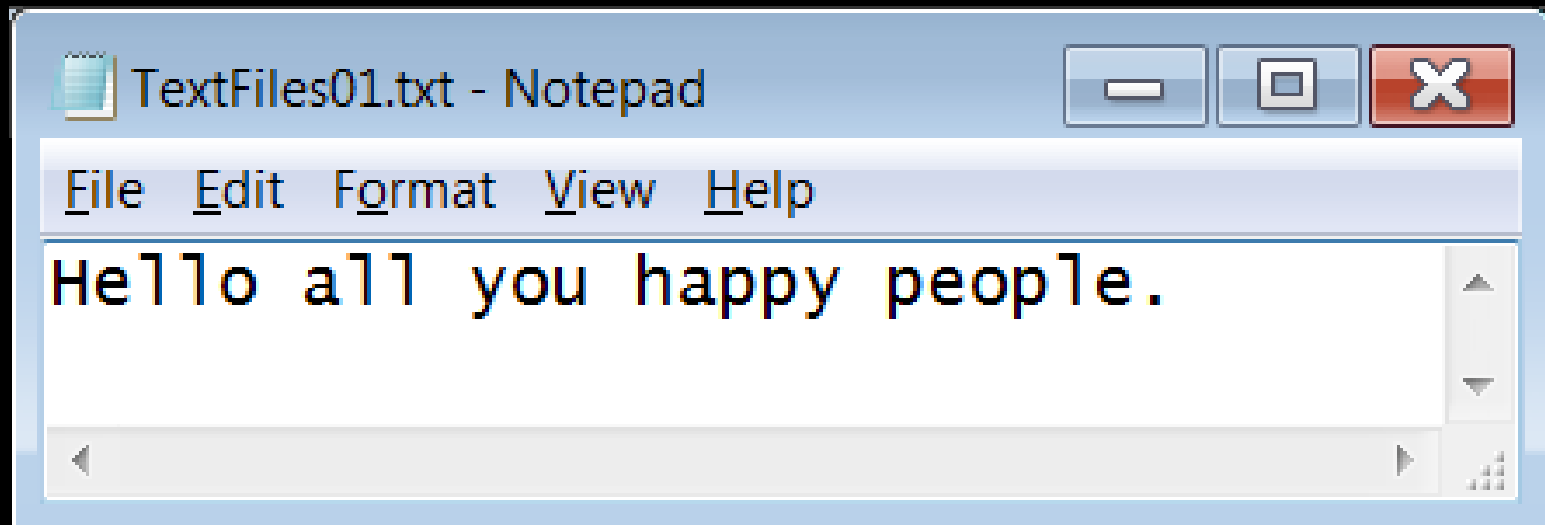 TextFiles01.txt - Notepad
File Edit Format View Help
Hello all you happy people.